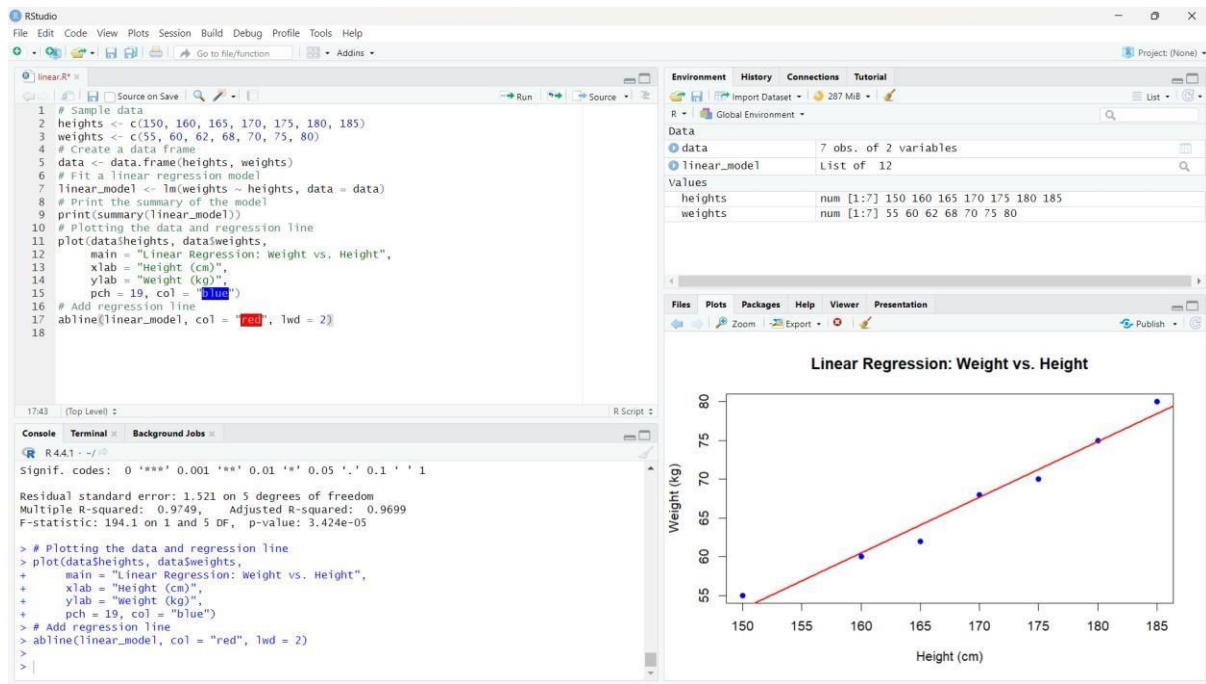 RStudio
File Edit Code View Plots Session Build Debug Profile Tools Help
Go to file/function Addins Project: (None)
linear.R*
Source on Save Run Source
1 # Sample data
2 heights <- c(150, 160, 165, 170, 175, 180, 185)
3 weights <- c(55, 60, 62, 68, 70, 75, 80)
4 # Create a data frame
5 data <- data.frame(heights, weights)
6 # Fit a linear regression model
7 linear_model <- lm(weights ~ heights, data = data)
8 # Print the summary of the model
9 print(summary(linear_model))
10 # Plotting the data and regression line
11 plot(data$heights, data$weights,
12 main = "Linear Regression: Weight vs. Height",
13 xlab = "Height (cm)",
14 ylab = "Weight (kg)",
15 pch = 19, col = "blue")
16 # Add regression line
17 abline(linear_model, col = "red", lwd = 2)
18
17:43 (Top Level) R Script
Console Terminal Background Jobs
R 4.4.1 · ~/
Signif. codes: 0 '***' 0.001 '**' 0.01 '*' 0.05 '.' 0.1 ' ' 1
Residual standard error: 1.521 on 5 degrees of freedom
Multiple R-squared: 0.9749, Adjusted R-squared: 0.9699
F-statistic: 194.1 on 1 and 5 DF, p-value: 3.424e-05
> # Plotting the data and regression line
> plot(data$heights, data$weights,
+ main = "Linear Regression: Weight vs. Height",
+ xlab = "Height (cm)",
+ ylab = "Weight (kg)",
+ pch = 19, col = "blue")
> # Add regression line
> abline(linear_model, col = "red", lwd = 2)
>
>
Environment History Connections Tutorial
Import Dataset 287 MiB List
R Global Environment
Data
data 7 obs. of 2 variables
linear_model List of 12
Values
heights num [1:7] 150 160 165 170 175 180 185
weights num [1:7] 55 60 62 68 70 75 80
Files Plots Packages Help Viewer Presentation
Zoom Export Publish
Linear Regression: Weight vs. Height
Weight (kg)
80
75
70
65
60
55
150 155 160 165 170 175 180 185
Height (cm)